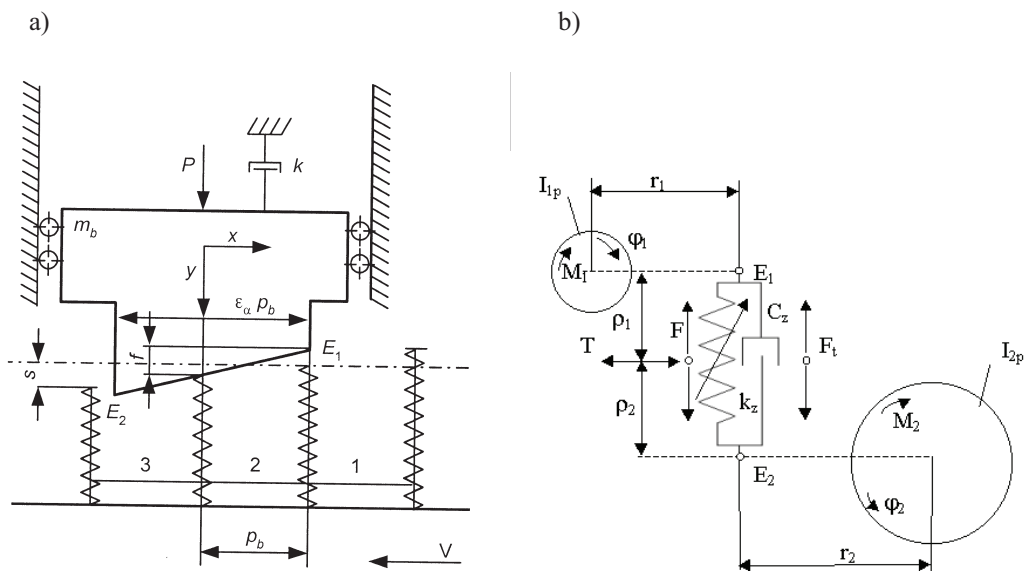 a)
P
k
m_b
x
y
ε_α p_b
f
s
E_1
E_2
3 2 1
p_b
V
b)
I_1p
r_1
φ_1
M_1
E_1
ρ_1
C_z
F
F_t
T
I_2p
ρ_2
k_z
M_2
E_2
φ_2
r_2